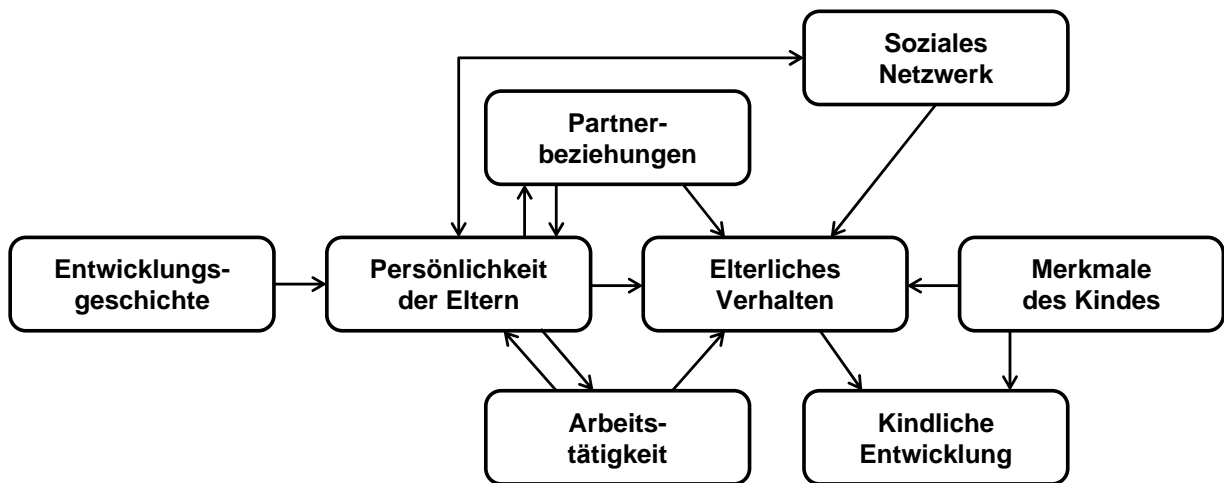 Soziales
Netzwerk
Partner-
beziehungen
Entwicklungs-
geschichte
Persönlichkeit
der Eltern
Elterliches
Verhalten
Merkmale
des Kindes
Arbeits-
tätigkeit
Kindliche
Entwicklung